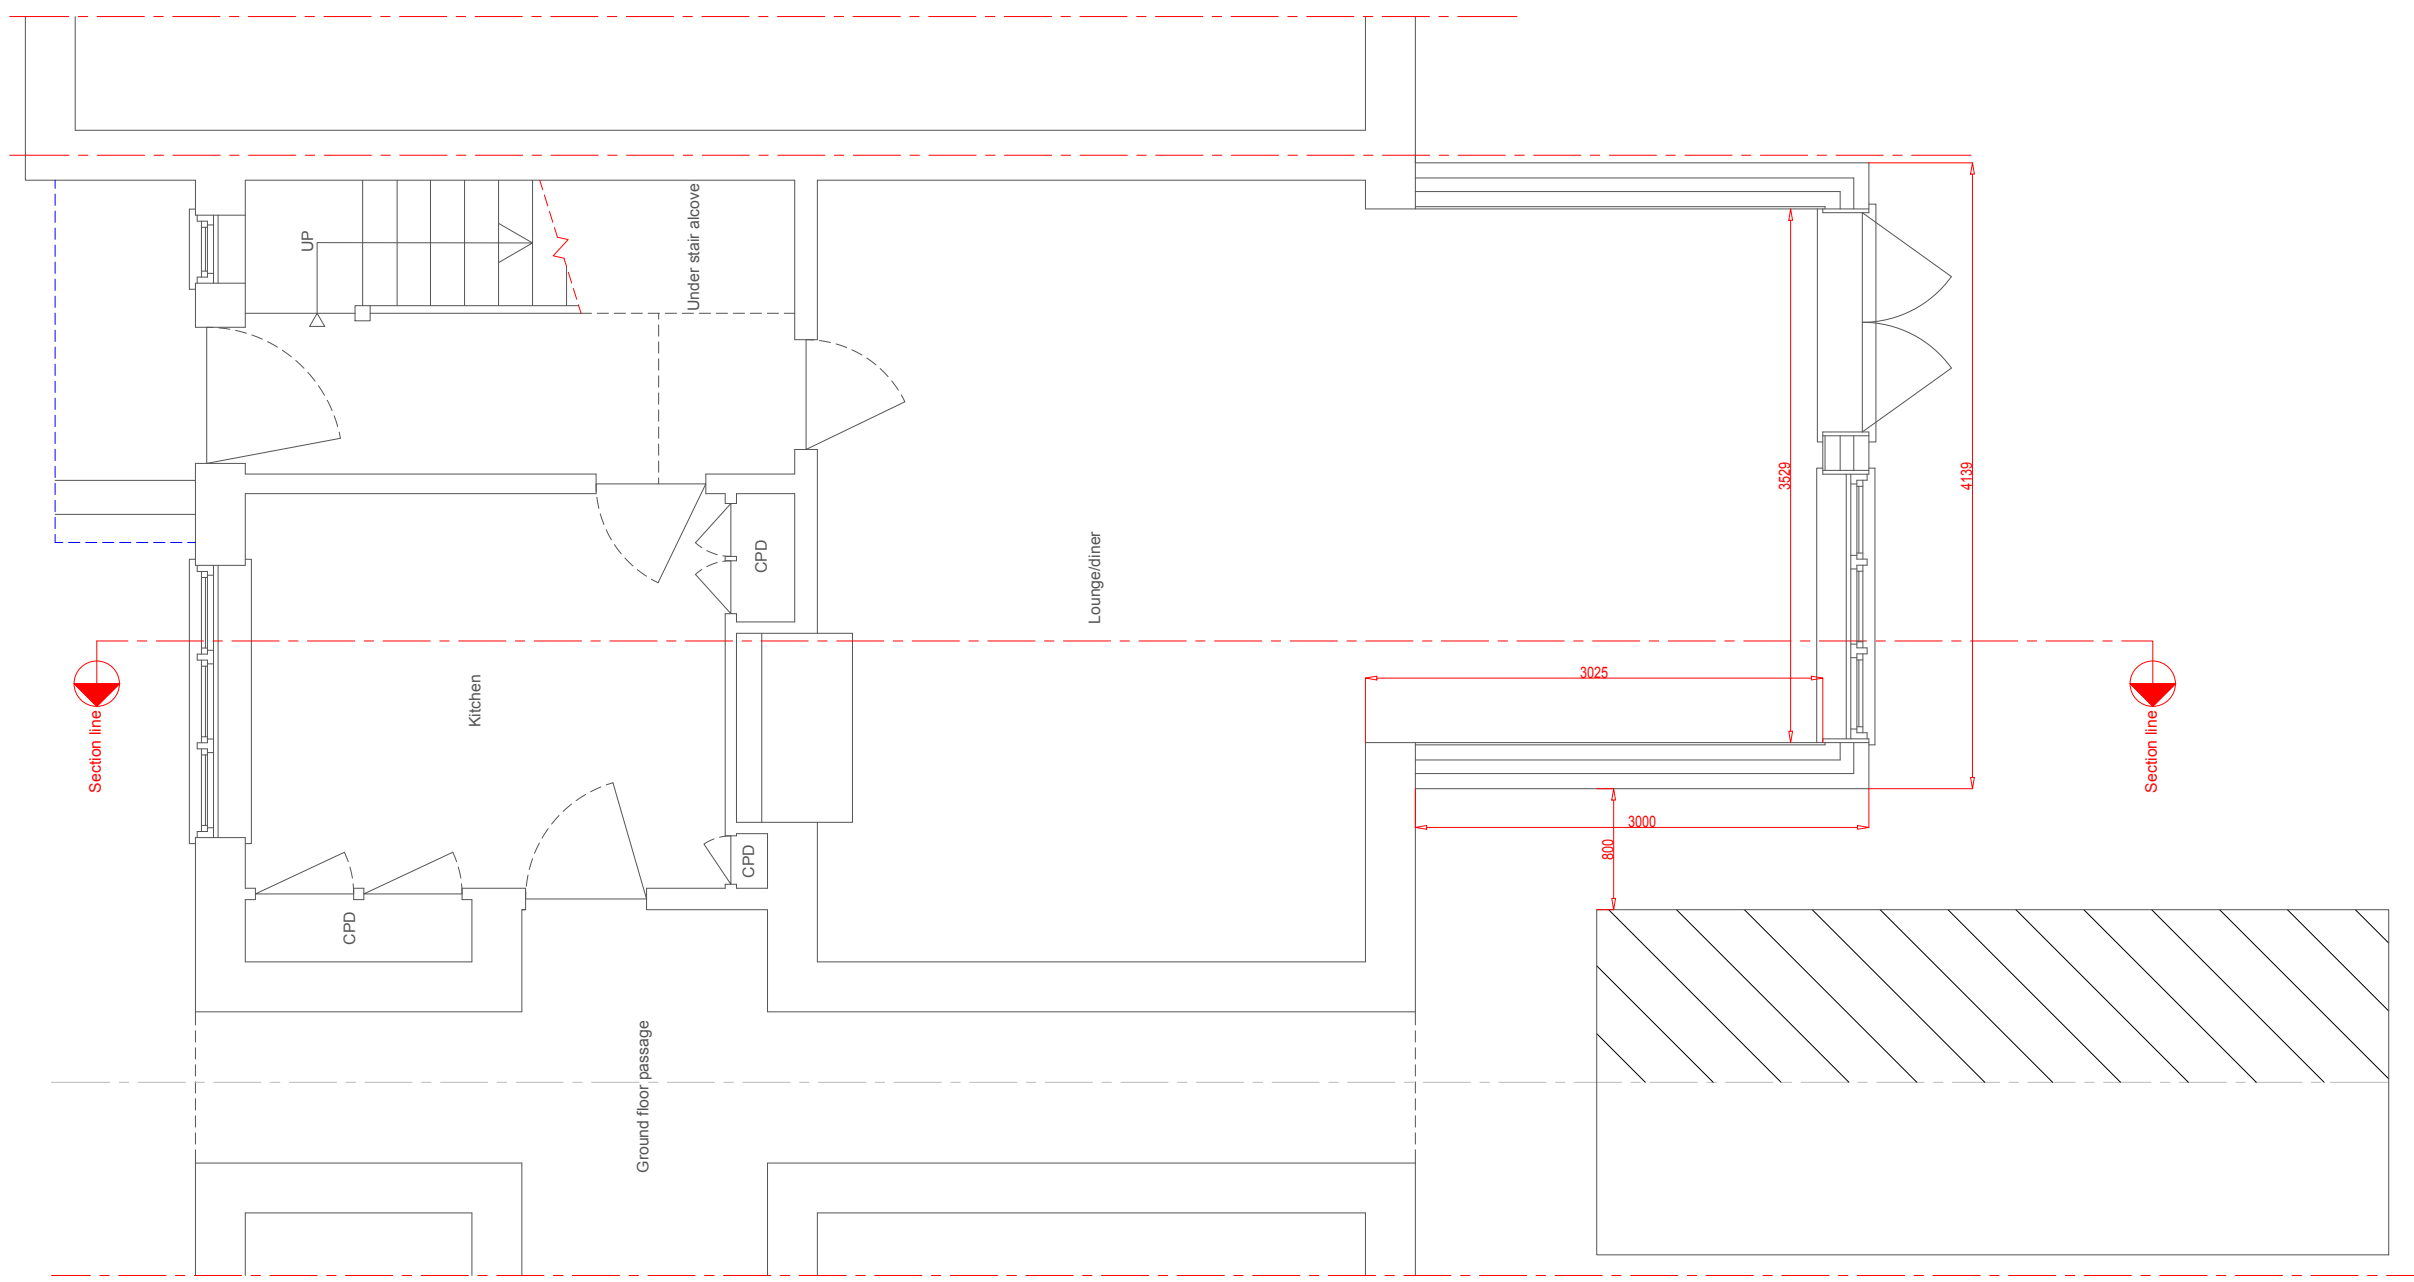 UP
Under stair alcove
CPD
Lounge/diner
3529
4139
Kitchen
3025
Section line
Section line
3000
800
CPD
CPD
Ground floor passage